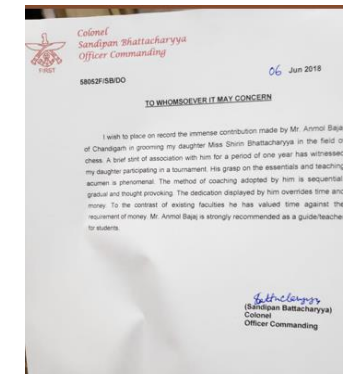 Colonel
Sandipan Bhattacharyya
Officer Commanding
FIRST
58052F/SB/DO
06 Jun 2018
TO WHOMSOEVER IT MAY CONCERN
I wish to place on record the immense contribution made by Mr. Anmol Baja
of Chandigarh in grooming my daughter Miss Shirin Bhattacharyya in the field o
chess. A brief stint of association with him for a period of one year has witnessed
my daughter participating in a tournament. His grasp on the essentials and teaching
acumen is phenomenal. The method of coaching adopted by him is sequential
gradual and thought provoking. The dedication displayed by him overrides time and
money. To the contrast of existing faculties he has valued time against the
requirement of money. Mr. Anmol Bajaj is strongly recommended as a guide/teache
for students.
(Sandipan Battacharyya)
Colonel
Officer Commanding